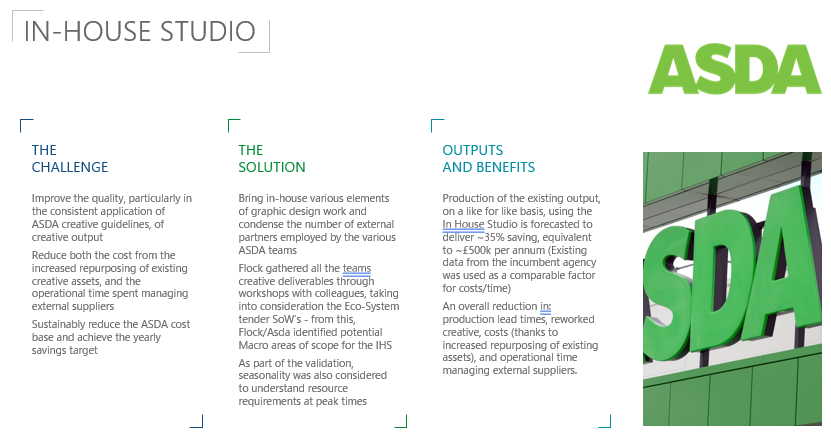 IN-HOUSE STUDIO
ASDA
THE
CHALLENGE
Improve the quality, particularly in
the consistent application of
ASDA creative guidelines, of
creative output
Reduce both the cost from the
increased repurposing of existing
creative assets, and the
operational time spent managing
external suppliers
Sustainably reduce the ASDA cost
base and achieve the yearly
savings target
THE
SOLUTION
Bring in-house various elements
of graphic design work and
condense the number of external
partners employed by the various
ASDA teams
Flock gathered all the teams
creative deliverables through
workshops with colleagues, taking
into consideration the Eco-System
tender SoW's - from this,
Flock/Asda identified potential
Macro areas of scope for the IHS
As part of the validation,
seasonality was also considered
to understand resource
requirements at peak times
OUTPUTS
AND BENEFITS
Production of the existing output,
on a like for like basis, using the
In House Studio is forecasted to
deliver ~35% saving, equivalent
to ~£500k per annum (Existing
data from the incumbent agency
was used as a comparable factor
for costs/time)
An overall reduction in:
production lead times, reworked
creative, costs (thanks to
increased repurposing of existing
assets), and operational time
managing external suppliers.
SDA